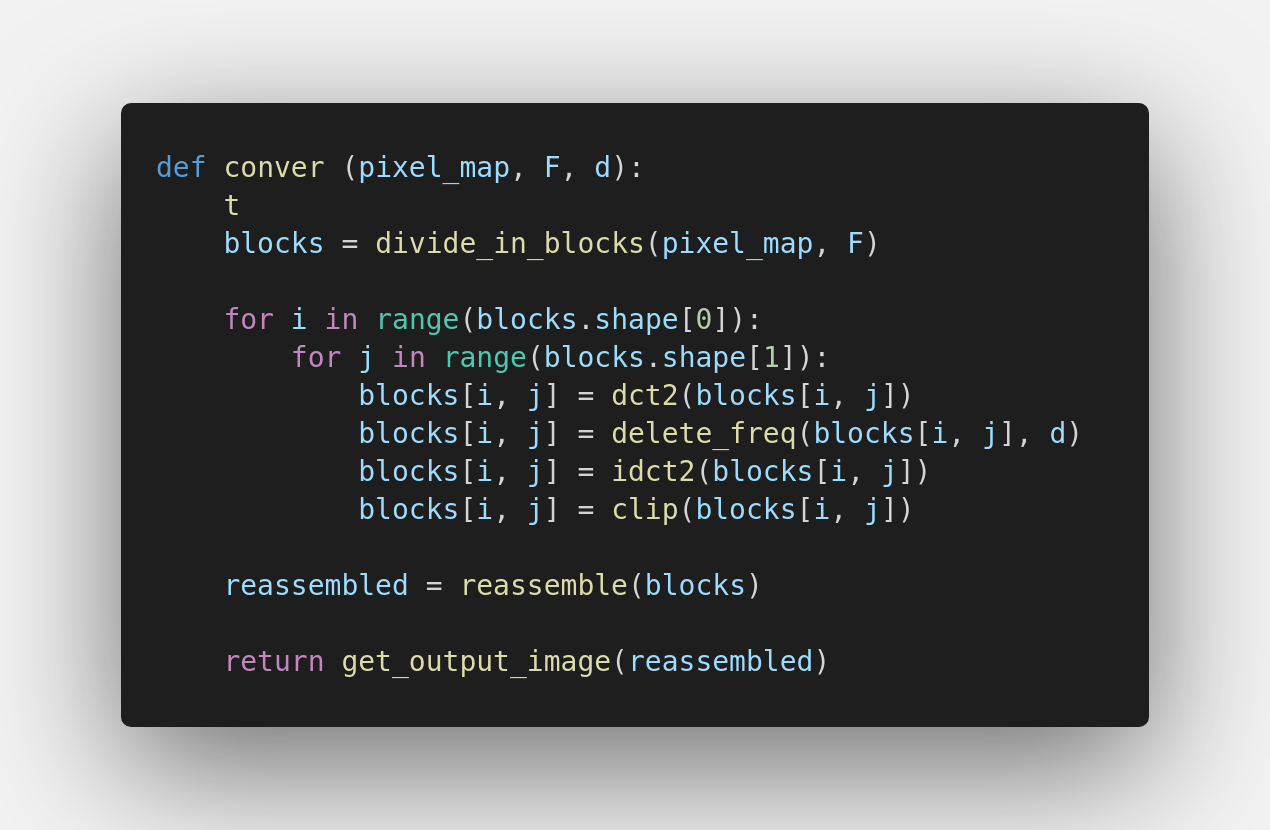 def conver (pixel_map, F, d):
    t
    blocks = divide_in_blocks(pixel_map, F)

    for i in range(blocks.shape[0]):
        for j in range(blocks.shape[1]):
            blocks[i, j] = dct2(blocks[i, j])
            blocks[i, j] = delete_freq(blocks[i, j], d)
            blocks[i, j] = idct2(blocks[i, j])
            blocks[i, j] = clip(blocks[i, j])

    reassembled = reassemble(blocks)

    return get_output_image(reassembled)